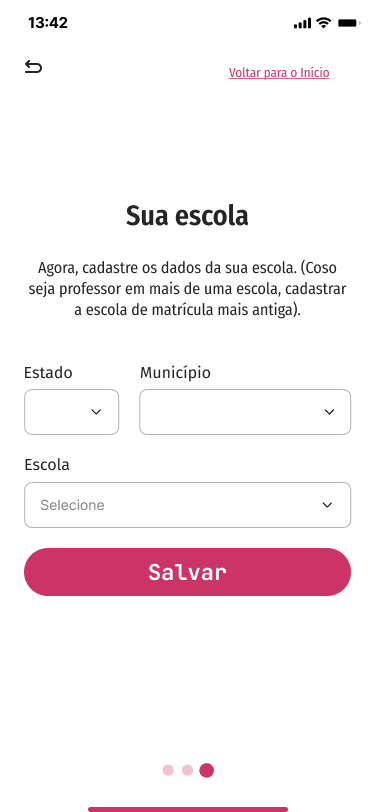 13:42
Voltar para o Início
Sua escola
Agora, cadastre os dados da sua escola. (Coso
seja professor em mais de uma escola, cadastrar
a escola de matrícula mais antiga).
Estado
Município
Escola
Selecione
Salvar